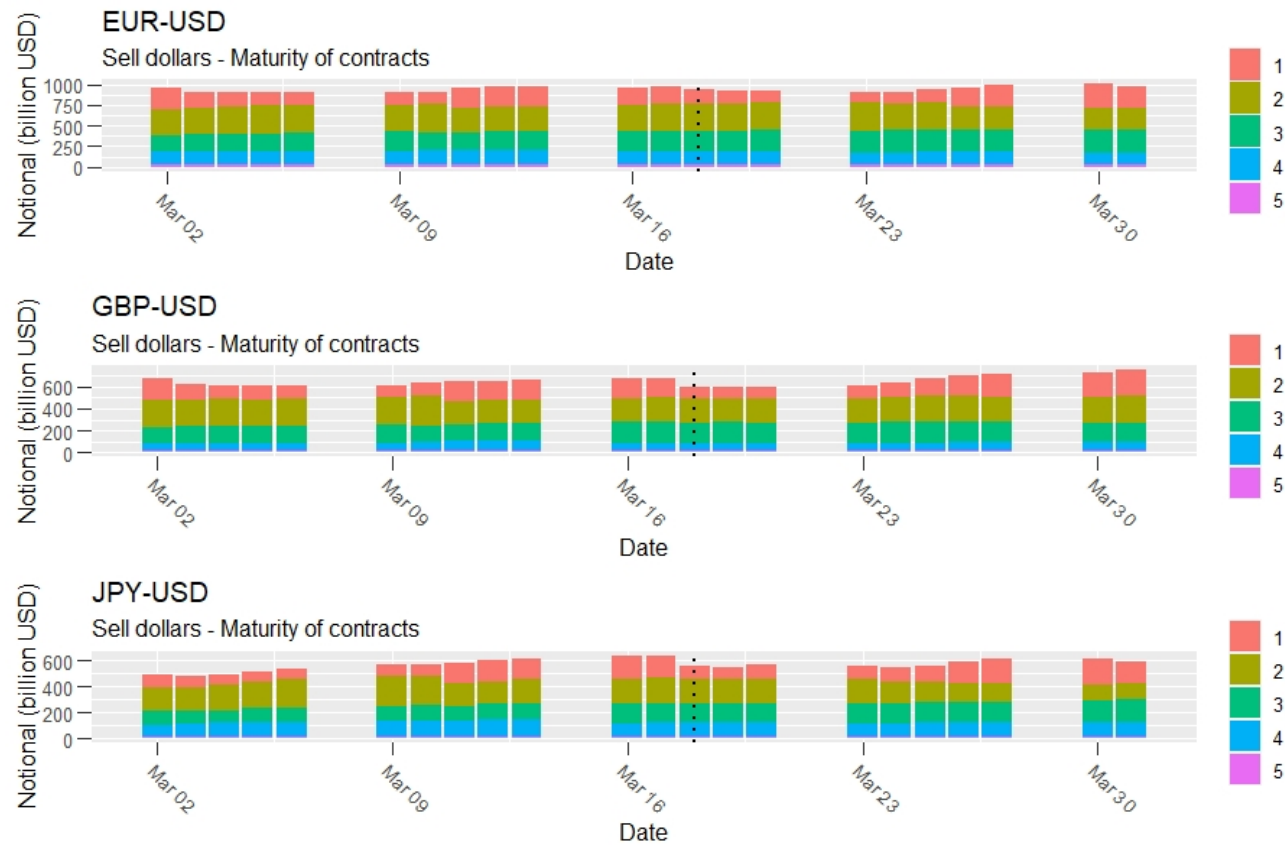 EUR-USD
Sell dollars - Maturity of contracts
Notional (billion USD)
1000
750
500
250
0
Mar 02
Mar 09
Mar 16
Mar 23
Mar 30
Date
1
2
3
4
5
GBP-USD
Sell dollars - Maturity of contracts
Notional (billion USD)
600
400
200
0
Mar 02
Mar 09
Mar 16
Mar 23
Mar 30
Date
1
2
3
4
5
JPY-USD
Sell dollars - Maturity of contracts
Notional (billion USD)
600
400
200
0
Mar 02
Mar 09
Mar 16
Mar 23
Mar 30
Date
1
2
3
4
5